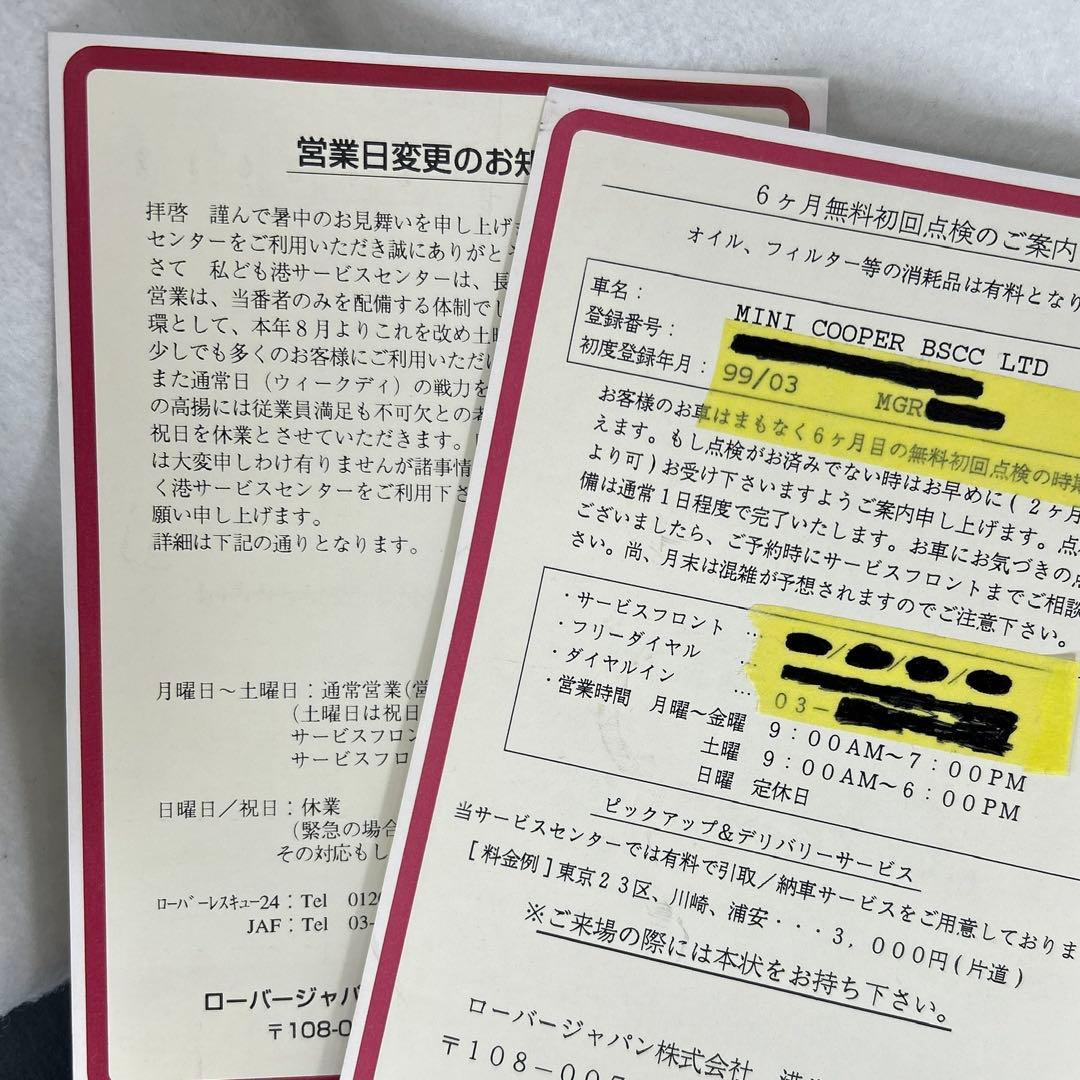 営業日変更のお知
拝啓 謹んで暑中のお見舞いを申し上げ
センターをご利用いただき誠にありがと
さて 私ども港サービスセンターは、長
営業は、当番者のみを配備する体制でし
環として、本年8月よりこれを改め土曜
少しでも多くのお客様にご利用いただけ
また通常日（ウィークディ）の戦力を
の高揚には従業員満足も不可欠との考
祝日を休業とさせていただきます。
は大変申しわけ有りませんが諸事情
く港サービスセンターをご利用下さ
願い申し上げます。
詳細は下記の通りとなります。
月曜日～土曜日：通常営業（営
（土曜日は祝日
サービスフロン
サービスフロ
日曜日／祝日：休業
（緊急の場合
その対応もし
ﾛｰﾊﾞｰﾚｽｷｭｰ24：Tel 0120
JAF：Tel 03-
ローバージャパ
〒108-0
6ヶ月無料初回点検のご案内
オイル、フィルター等の消耗品は有料となり
車名： MINI COOPER BSCC LTD
登録番号：
初度登録年月： 99/03 MGR
お客様のお車はまもなく6ヶ月目の無料初回点検の時期
えます。もし点検がお済みでない時はお早めに（2ヶ月
より可）お受け下さいますようご案内申し上げます。点
備は通常1日程度で完了いたします。お車にお気づきの点
ございましたら、ご予約時にサービスフロントまでご相談
さい。尚、月末は混雑が予想されますのでご注意下さい。
・サービスフロント … / / /
・フリーダイヤル …
・ダイヤルイン … 03-
・営業時間 月曜～金曜 9：00AM～7：00PM
土曜 9：00AM～6：00PM
日曜 定休日
ピックアップ&デリバリーサービス
当サービスセンターでは有料で引取／納車サービスをご用意しておりま
[料金例]東京23区、川崎、浦安・・・3，000円(片道)
※ご来場の際には本状をお持ち下さい。
ローバージャパン株式会社 港
〒108-00